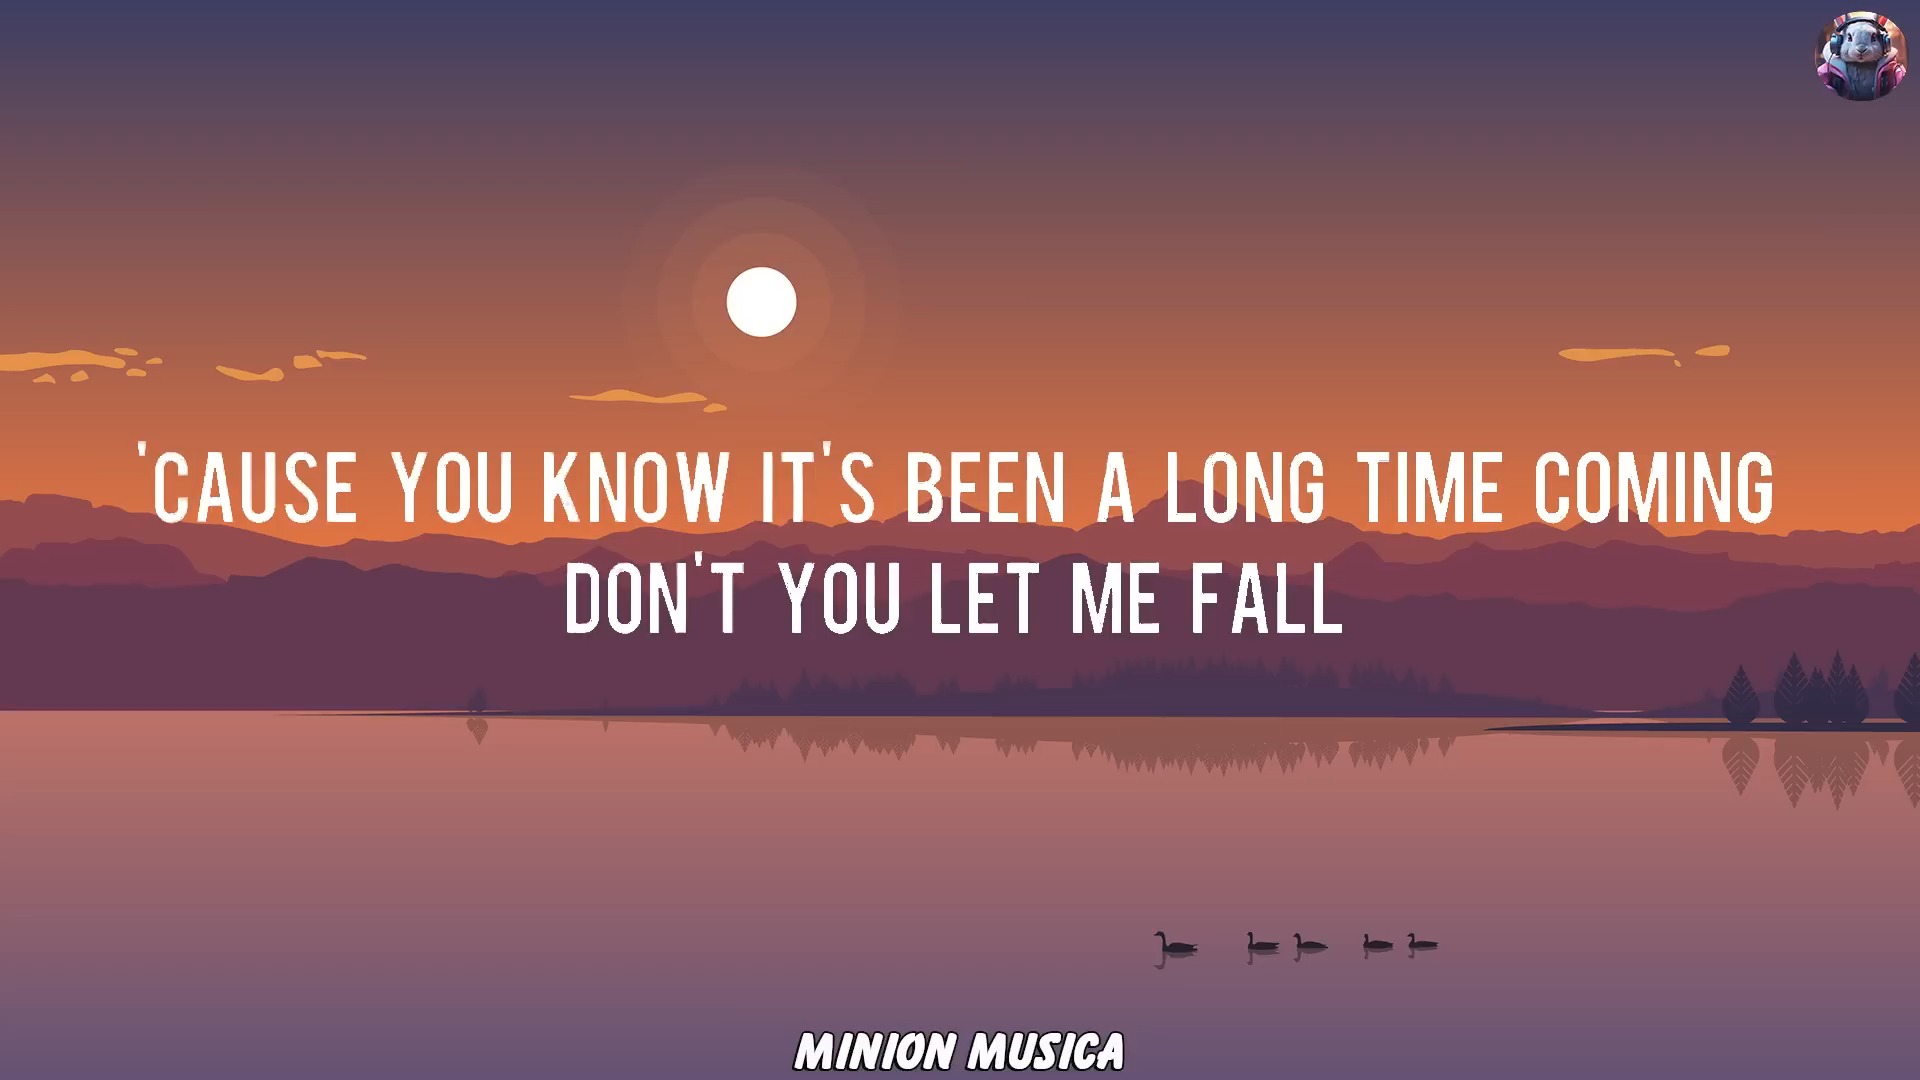 'CAUSE YOU KNOW IT'S BEEN A LONG TIME COMING
DON'T YOU LET ME FALL
MINION MUSICA